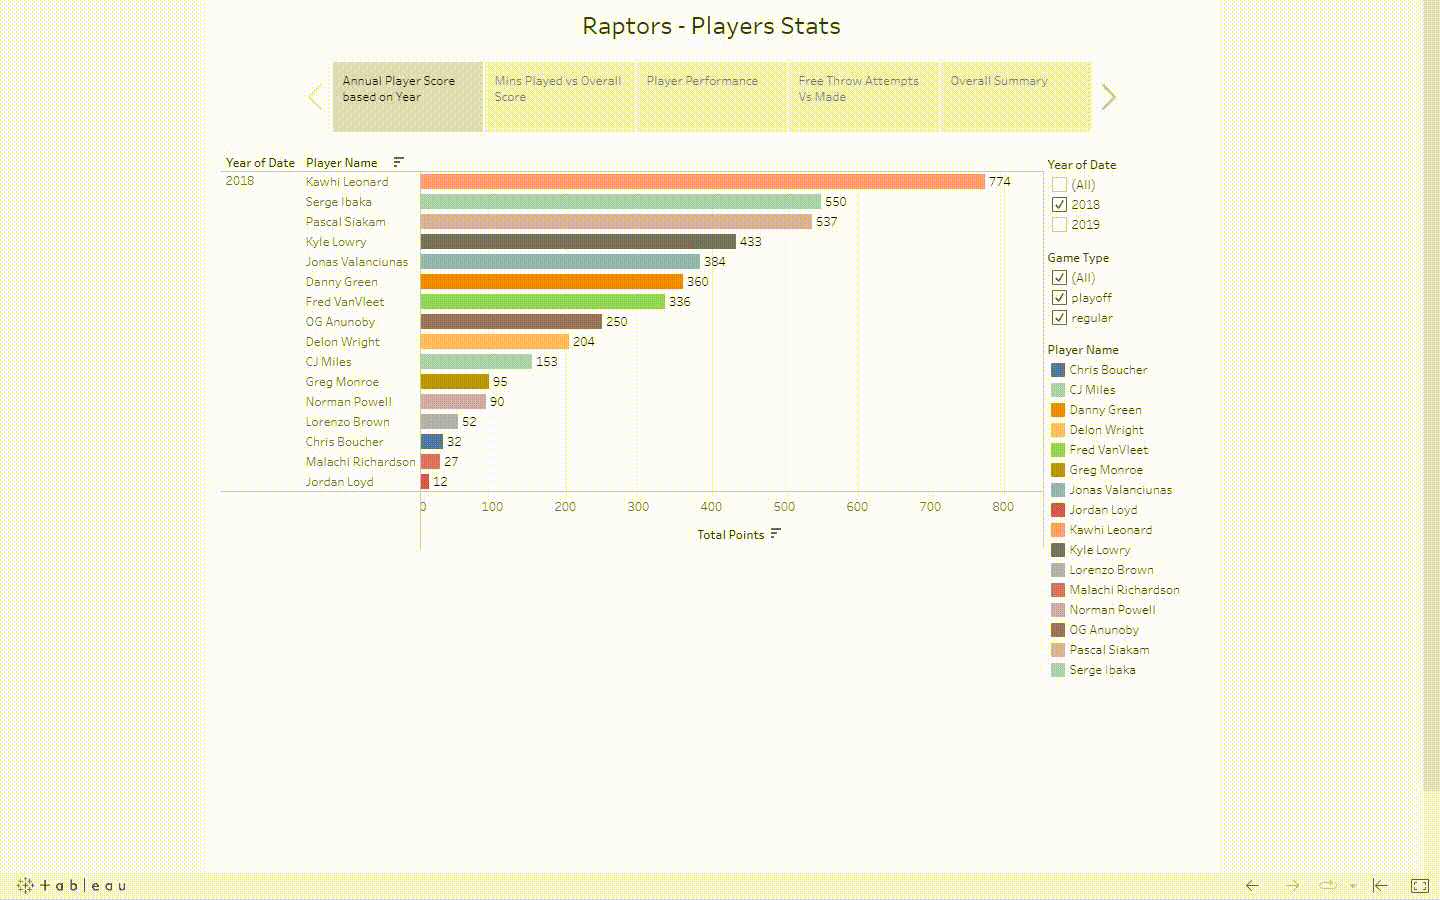 Raptors - Players Stats
Annual Player Score
based on Year
Mins Played vs Overall
Score
Player Performance
Free Throw Attempts
Vs Made
Overall Summary
Year of Date Player Name
2018
Kawhi Leonard 774
Serge Ibaka 550
Pascal Siakam 537
Kyle Lowry 433
Jonas Valanciunas 384
Danny Green 360
Fred VanVleet 336
OG Anunoby 250
Delon Wright 204
CJ Miles 153
Greg Monroe 95
Norman Powell 90
Lorenzo Brown 52
Chris Boucher 32
Malachi Richardson 27
Jordan Loyd 12
0 100 200 300 400 500 600 700 800
Total Points
Year of Date
(All)
2018
2019
Game Type
(All)
playoff
regular
Player Name
Chris Boucher
CJ Miles
Danny Green
Delon Wright
Fred VanVleet
Greg Monroe
Jonas Valanciunas
Jordan Loyd
Kawhi Leonard
Kyle Lowry
Lorenzo Brown
Malachi Richardson
Norman Powell
OG Anunoby
Pascal Siakam
Serge Ibaka
+ a b l e a u